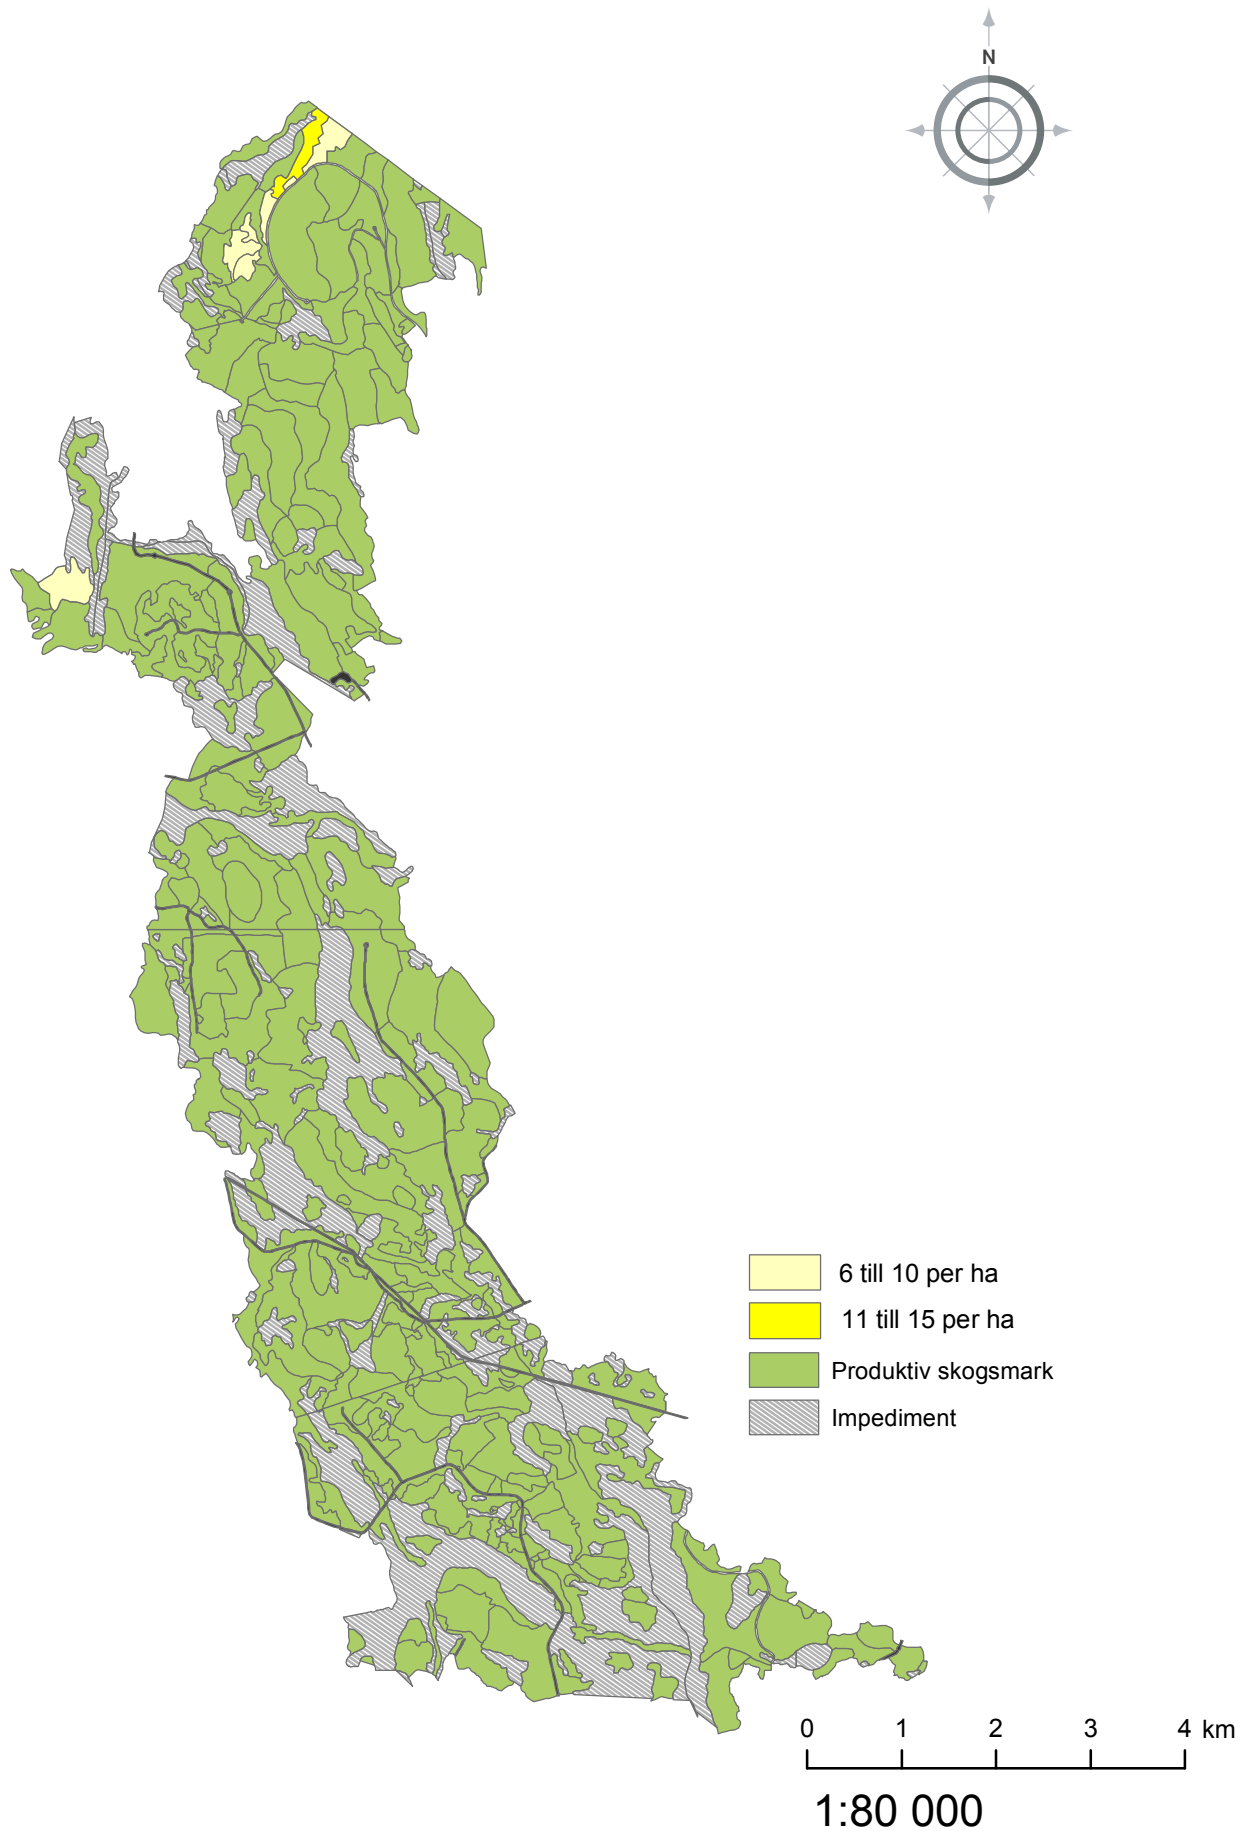 N
6 till 10 per ha
11 till 15 per ha
Produktiv skogsmark
Impediment
0 1 2 3 4 km
1:80 000